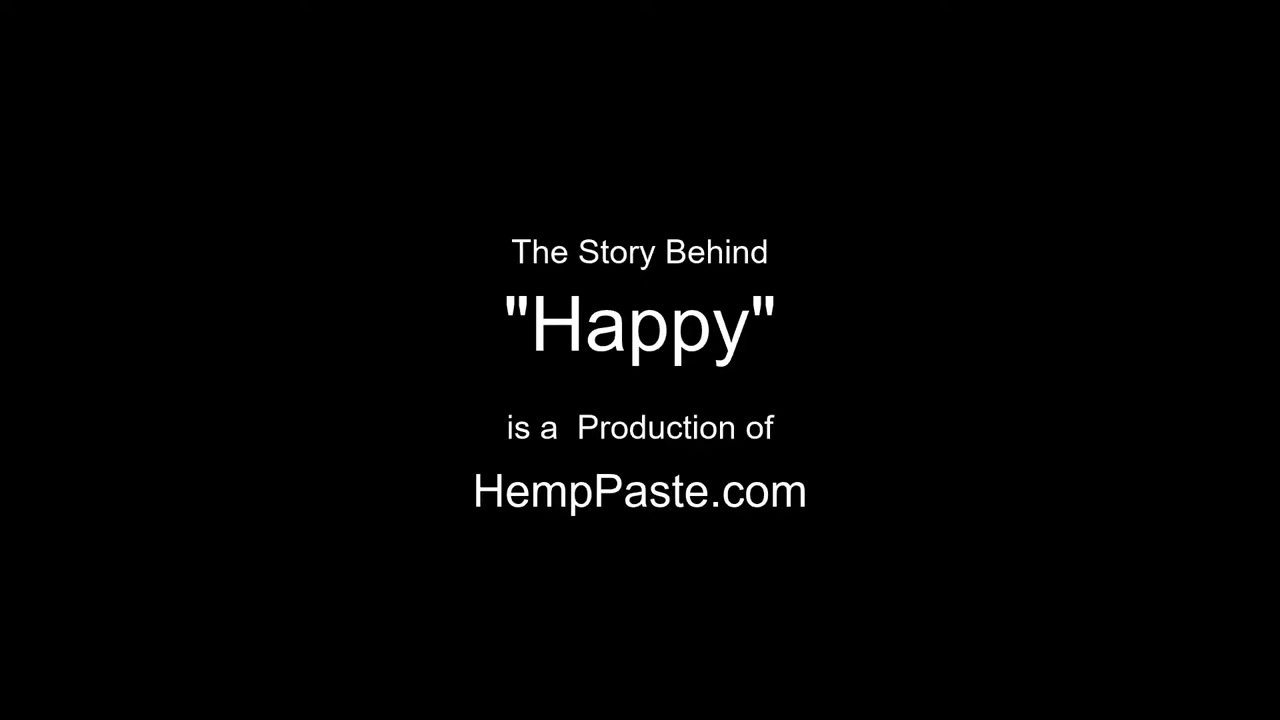 The Story Behind
"Happy"
is a  Production of
HempPaste.com